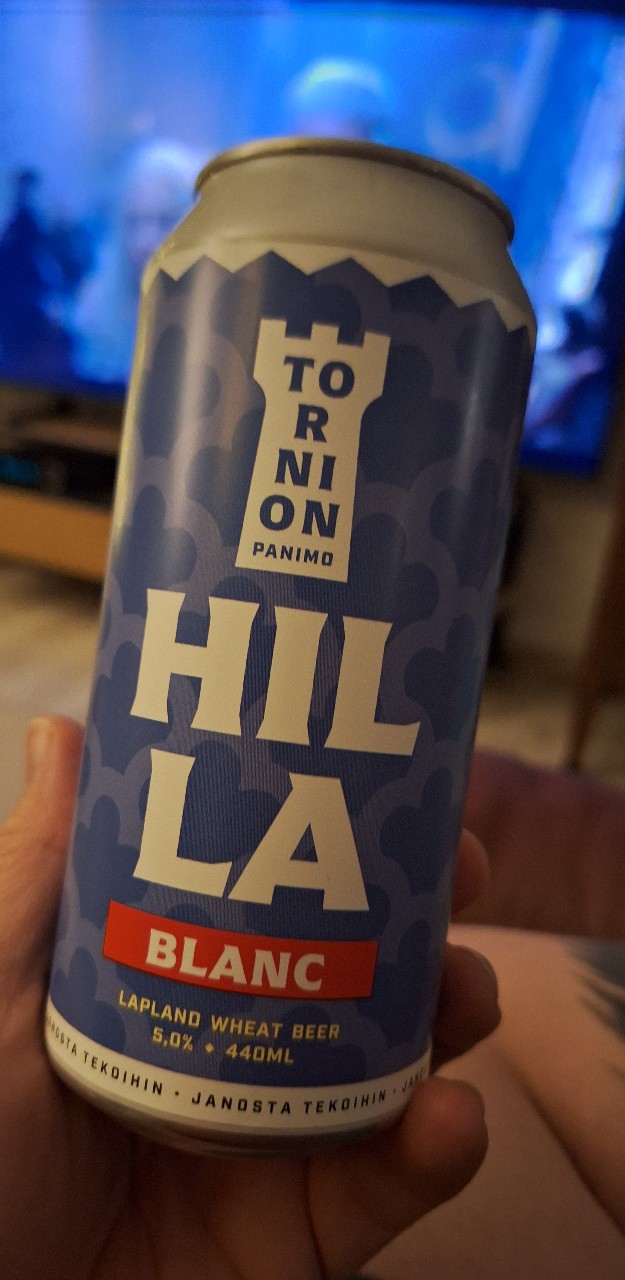 TO
R
NI
ON
PANIMO
HIL
LA
BLANC
LAPLAND WHEAT BEER
5,0% • 440ML
JANOSTA TEKOIHIN • JANOSTA TEKOIHIN •